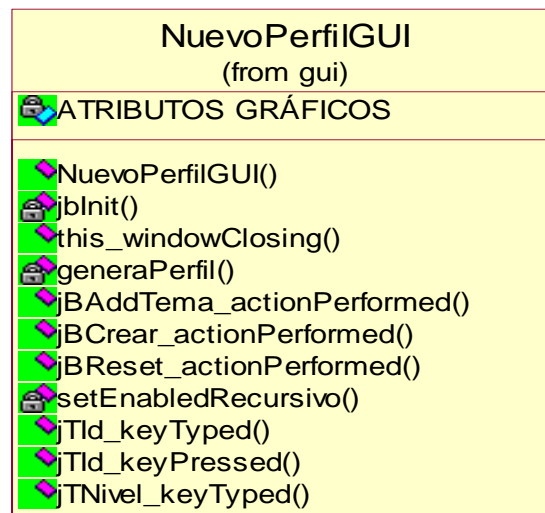 NuevoPerfilGUI
(from gui)
ATRIBUTOS GRÁFICOS
NuevoPerfilGUI()
jbInit()
this_windowClosing()
generaPerfil()
jBAddTema_actionPerformed()
jBCrear_actionPerformed()
jBReset_actionPerformed()
setEnabledRecursivo()
jTId_keyTyped()
jTId_keyPressed()
jTNivel_keyTyped()